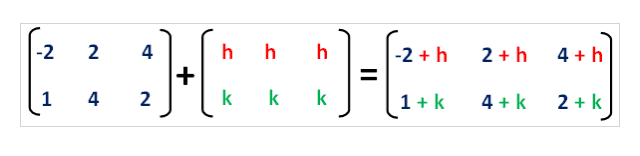 -2 2 4 h h h -2 + h 2 + h 4 + h
+ =
1 4 2 k k k 1 + k 4 + k 2 + k